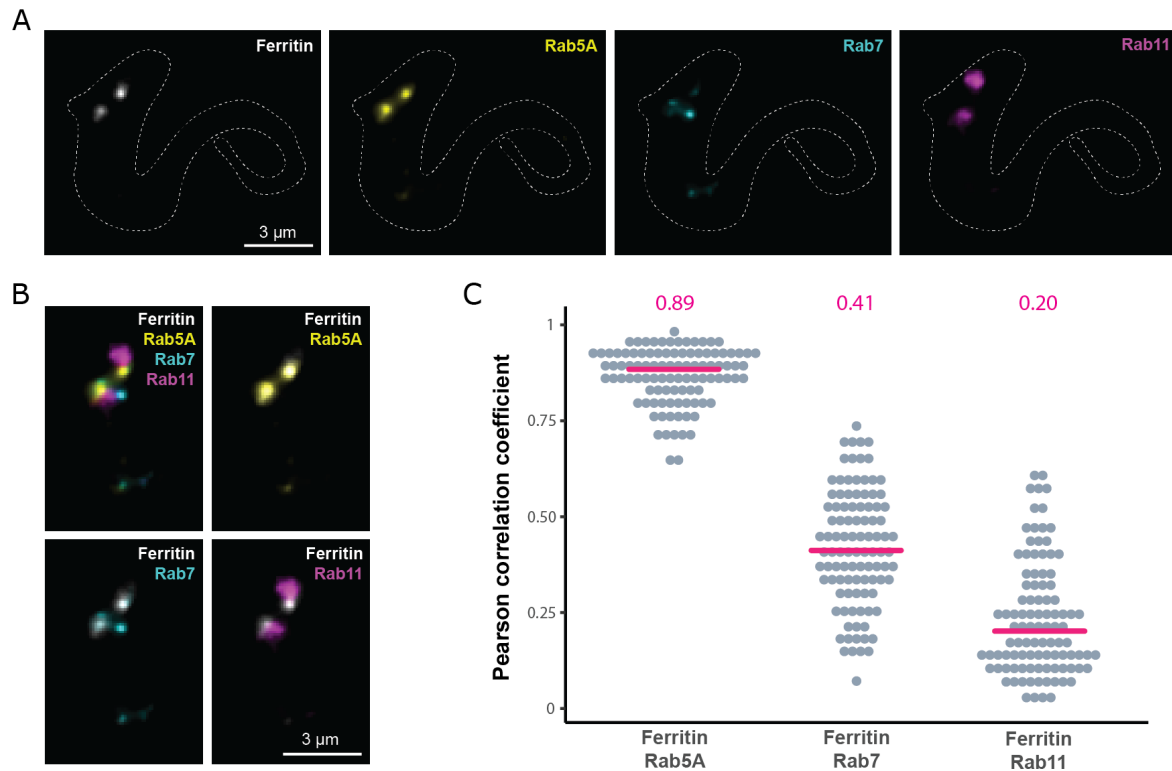 A
Ferritin
Rab5A
Rab7
Rab11
3 µm
B
Ferritin
Rab5A
Rab7
Rab11
Ferritin
Rab5A
Ferritin
Rab7
Ferritin
Rab11
3 µm
C
0.89
0.41
0.20
Pearson correlation coefficient
1
0.75
0.50
0.25
0
Ferritin
Rab5A
Ferritin
Rab7
Ferritin
Rab11